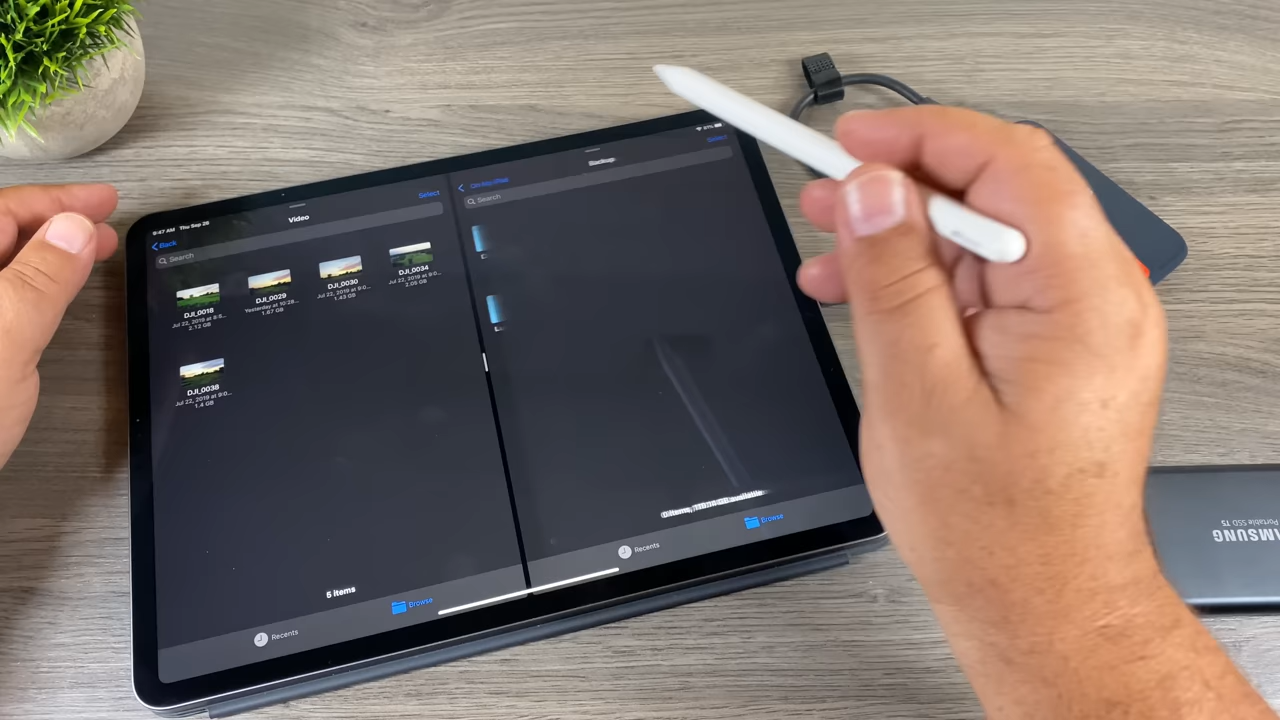 9:47 AM Thu Sep 26
Back
Video
Select
Search
DJI_0018
Jul 22, 2019 at 8:5...
2.12 GB
DJI_0029
Yesterday at 10:28...
1.67 GB
DJI_0030
Jul 22, 2019 at 9:0...
1.43 GB
DJI_0034
Jul 22, 2019 at 9:0...
2.05 GB
DJI_0038
Jul 22, 2019 at 9:0...
1.4 GB
5 items
Recents
Browse
Backup
Select
Search
Recents
Browse
SAMSUNG
Portable SSD T5